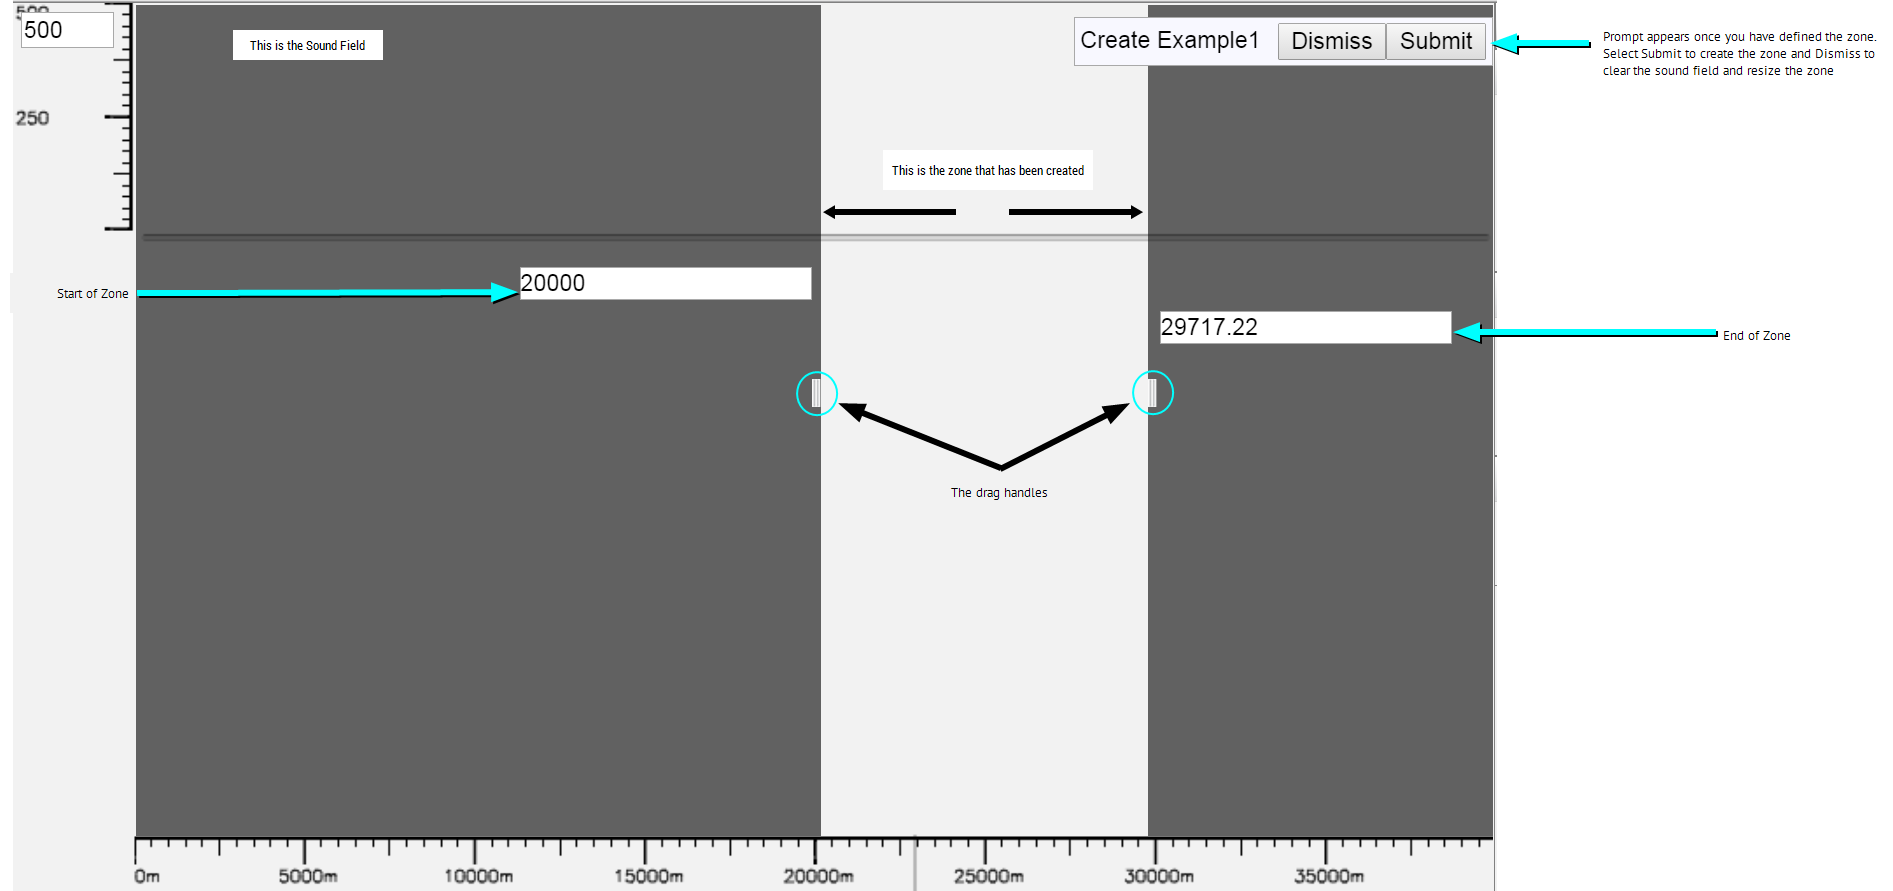 500
500
This is the Sound Field
Create Example1 Dismiss Submit
Prompt appears once you have defined the zone.
Select Submit to create the zone and Dismiss to
clear the sound field and resize the zone
250
This is the zone that has been created
Start of Zone
20000
29717.22
End of Zone
The drag handles
0m 5000m 10000m 15000m 20000m 25000m 30000m 35000m